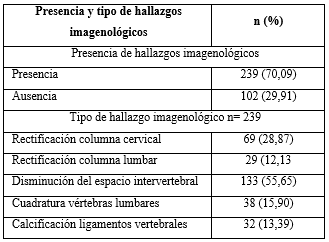 Presencia y tipo de hallazgos imagenológicos n (%)
Presencia de hallazgos imagenológicos
Presencia 239 (70,09)
Ausencia 102 (29,91)
Tipo de hallazgo imagenológico n= 239
Rectificación columna cervical 69 (28,87)
Rectificación columna lumbar 29 (12,13
Disminución del espacio intervertebral 133 (55,65)
Cuadratura vértebras lumbares 38 (15,90)
Calcificación ligamentos vertebrales 32 (13,39)